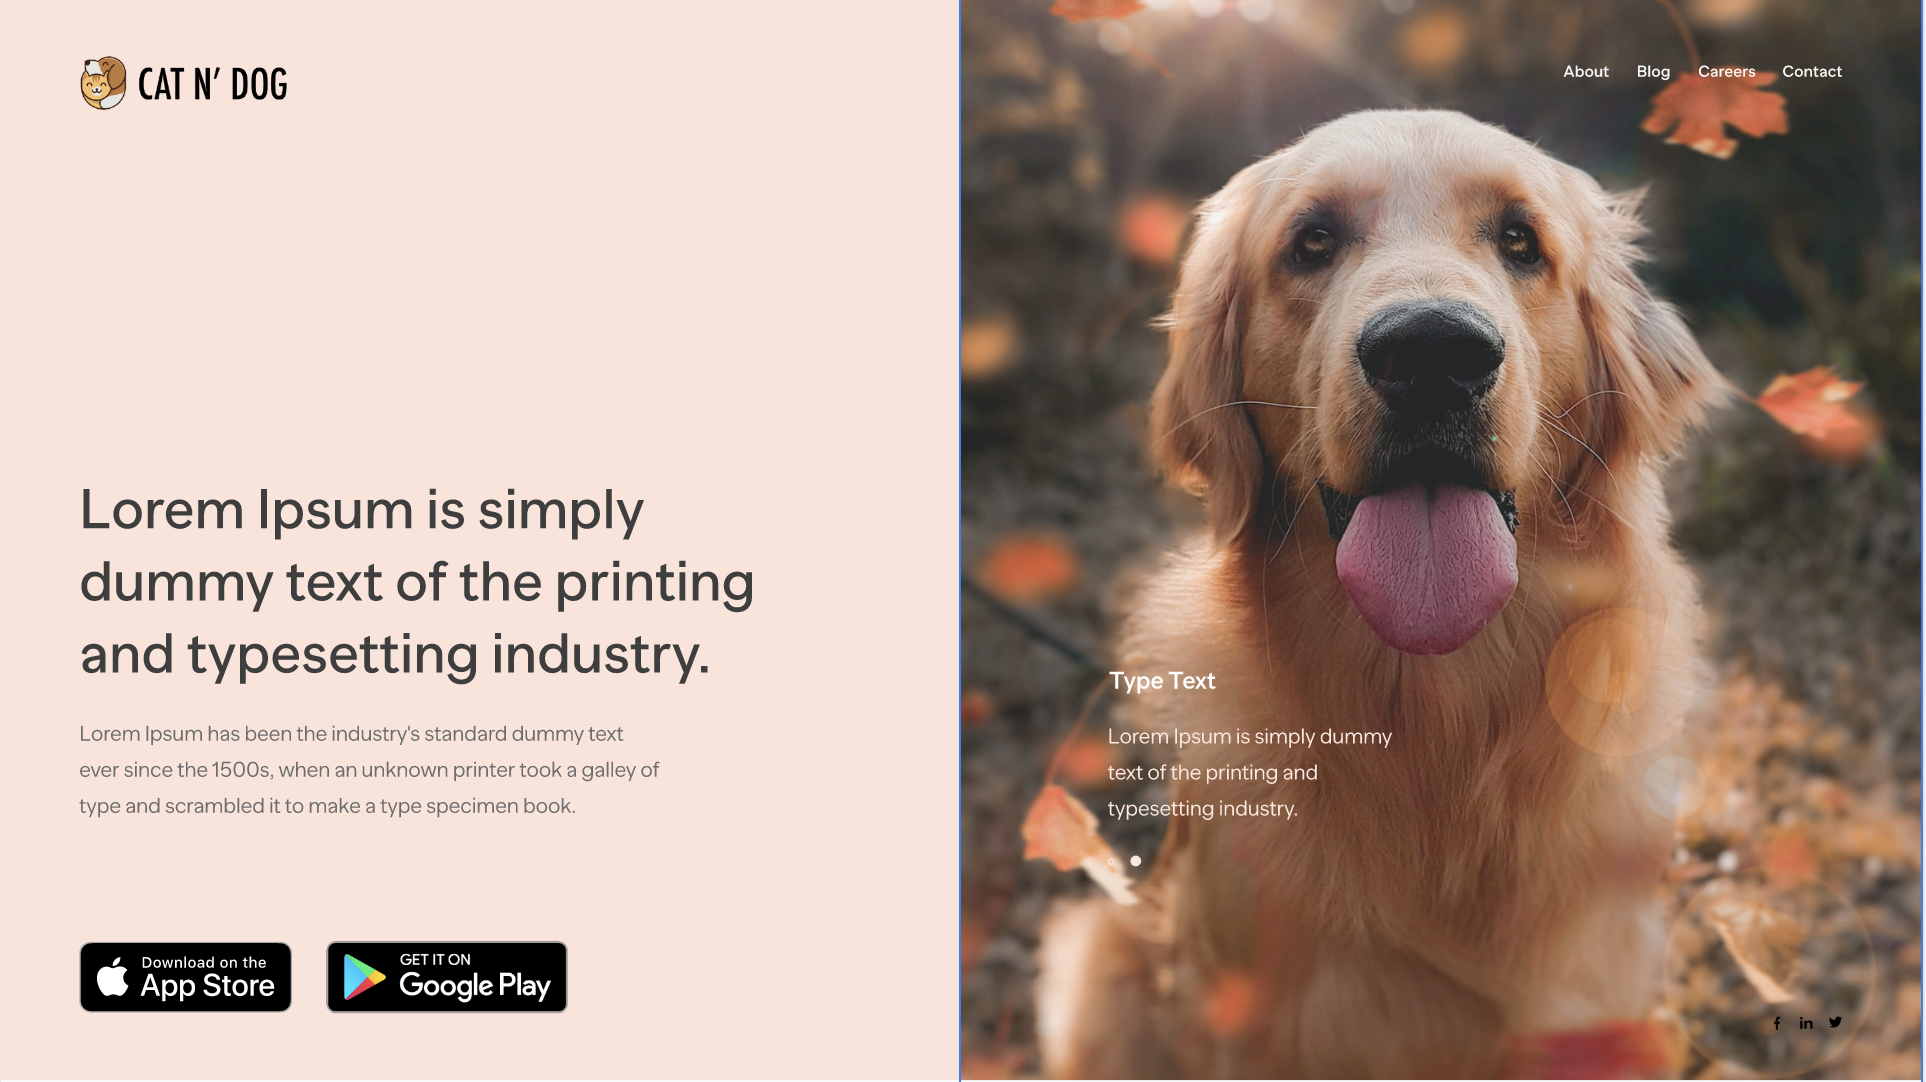 CAT N' DOG
About Blog Careers Contact
Lorem Ipsum is simply
dummy text of the printing
and typesetting industry.
Lorem Ipsum has been the industry's standard dummy text
ever since the 1500s, when an unknown printer took a galley of
type and scrambled it to make a type specimen book.
Download on the
App Store
GET IT ON
Google Play
Type Text
Lorem Ipsum is simply dummy
text of the printing and
typesetting industry.
f in